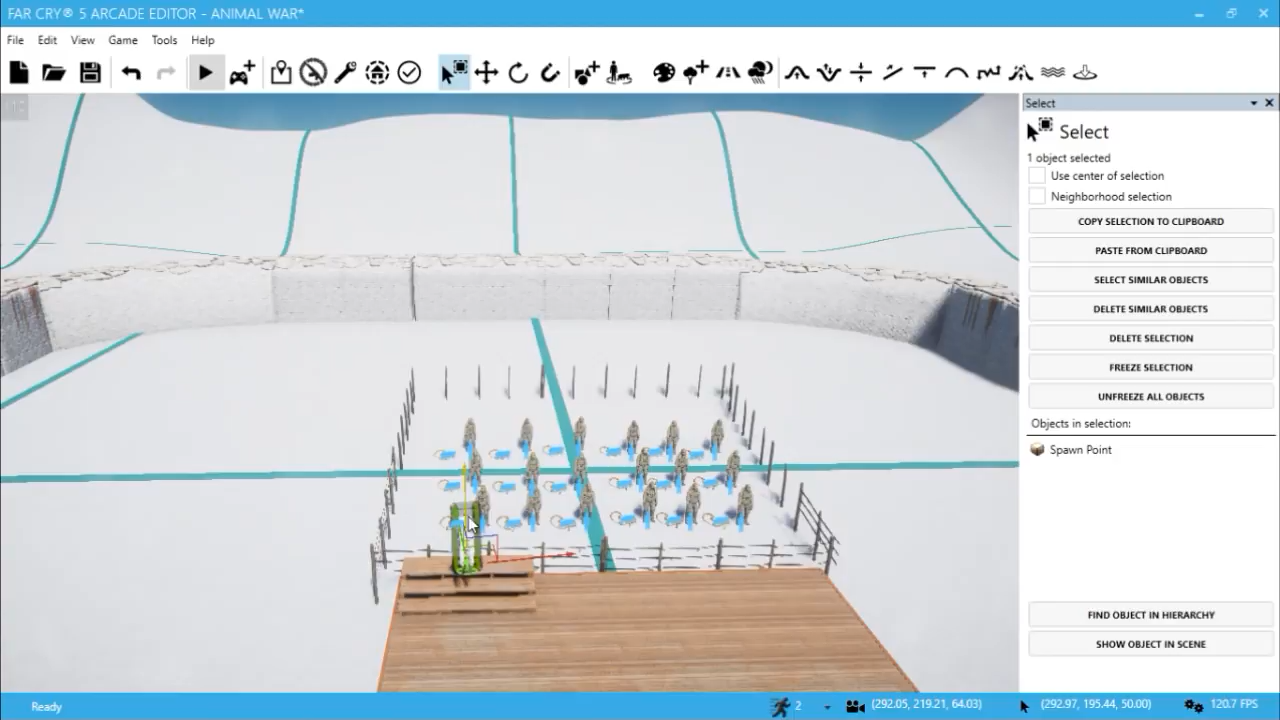 FAR CRY® 5 ARCADE EDITOR - ANIMAL WAR*
File Edit View Game Tools Help
Select
Select
1 object selected
Use center of selection
Neighborhood selection
COPY SELECTION TO CLIPBOARD
PASTE FROM CLIPBOARD
SELECT SIMILAR OBJECTS
DELETE SIMILAR OBJECTS
DELETE SELECTION
FREEZE SELECTION
UNFREEZE ALL OBJECTS
Objects in selection:
Spawn Point
FIND OBJECT IN HIERARCHY
SHOW OBJECT IN SCENE
Ready 2 (292.05, 219.21, 64.03) (292.97, 195.44, 50.00) 120.7 FPS